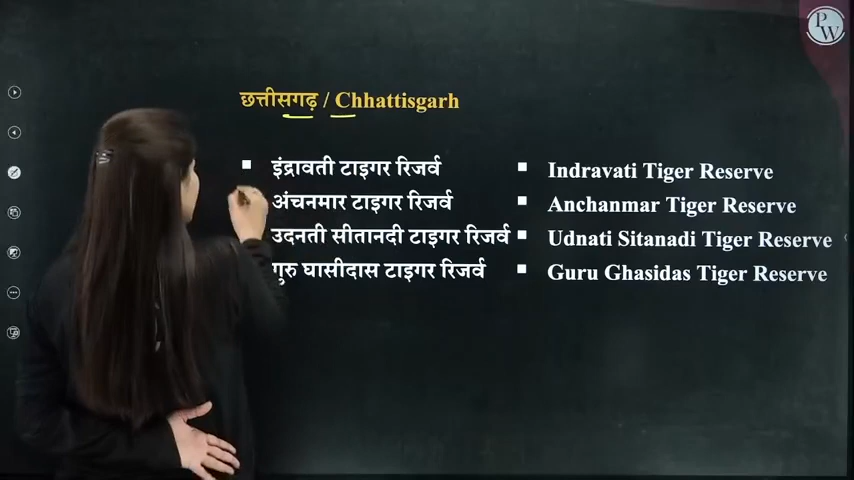 PW
छत्तीसगढ़ / Chhattisgarh
▪ इंद्रावती टाइगर रिजर्व ▪ Indravati Tiger Reserve
अंचनमार टाइगर रिजर्व ▪ Anchanmar Tiger Reserve
उदनती सीतानदी टाइगर रिजर्व ▪ Udnati Sitanadi Tiger Reserve
गुरु घासीदास टाइगर रिजर्व ▪ Guru Ghasidas Tiger Reserve